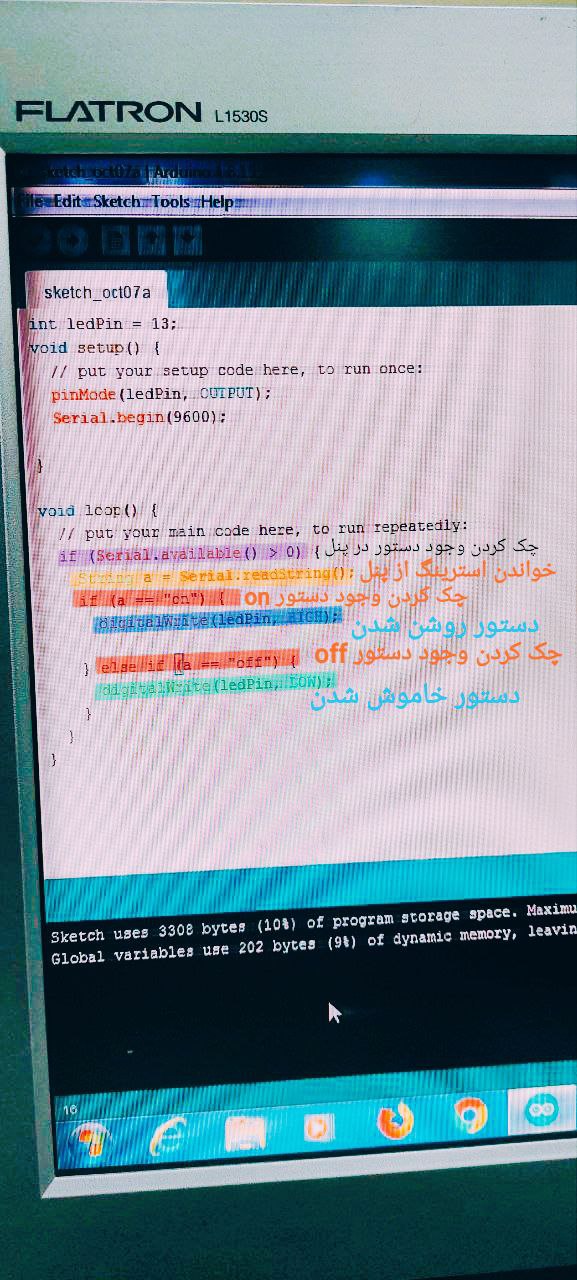 FLATRON L1530S
sketch_oct07a | Arduino
File Edit Sketch Tools Help
sketch_oct07a
int ledPin = 13;
void setup() {
// put your setup code here, to run once:
pinMode(ledPin, OUTPUT);
Serial.begin(9600);
}
void loop() {
// put your main code here, to run repeatedly:
if (Serial.available() > 0) { چک کردن وجود دستور در پنل
String a = Serial.readString(); خواندن استرینگ از پنل
if (a == "on") { چک کردن وجود دستور on
digitalWrite(ledPin, HIGH); دستور روشن شدن
} else if (a == "off") { چک کردن وجود دستور off
digitalWrite(ledPin, LOW); دستور خاموش شدن
}
}
}
Sketch uses 3308 bytes (10%) of program storage space. Maximu
Global variables use 202 bytes (9%) of dynamic memory, leavin
16